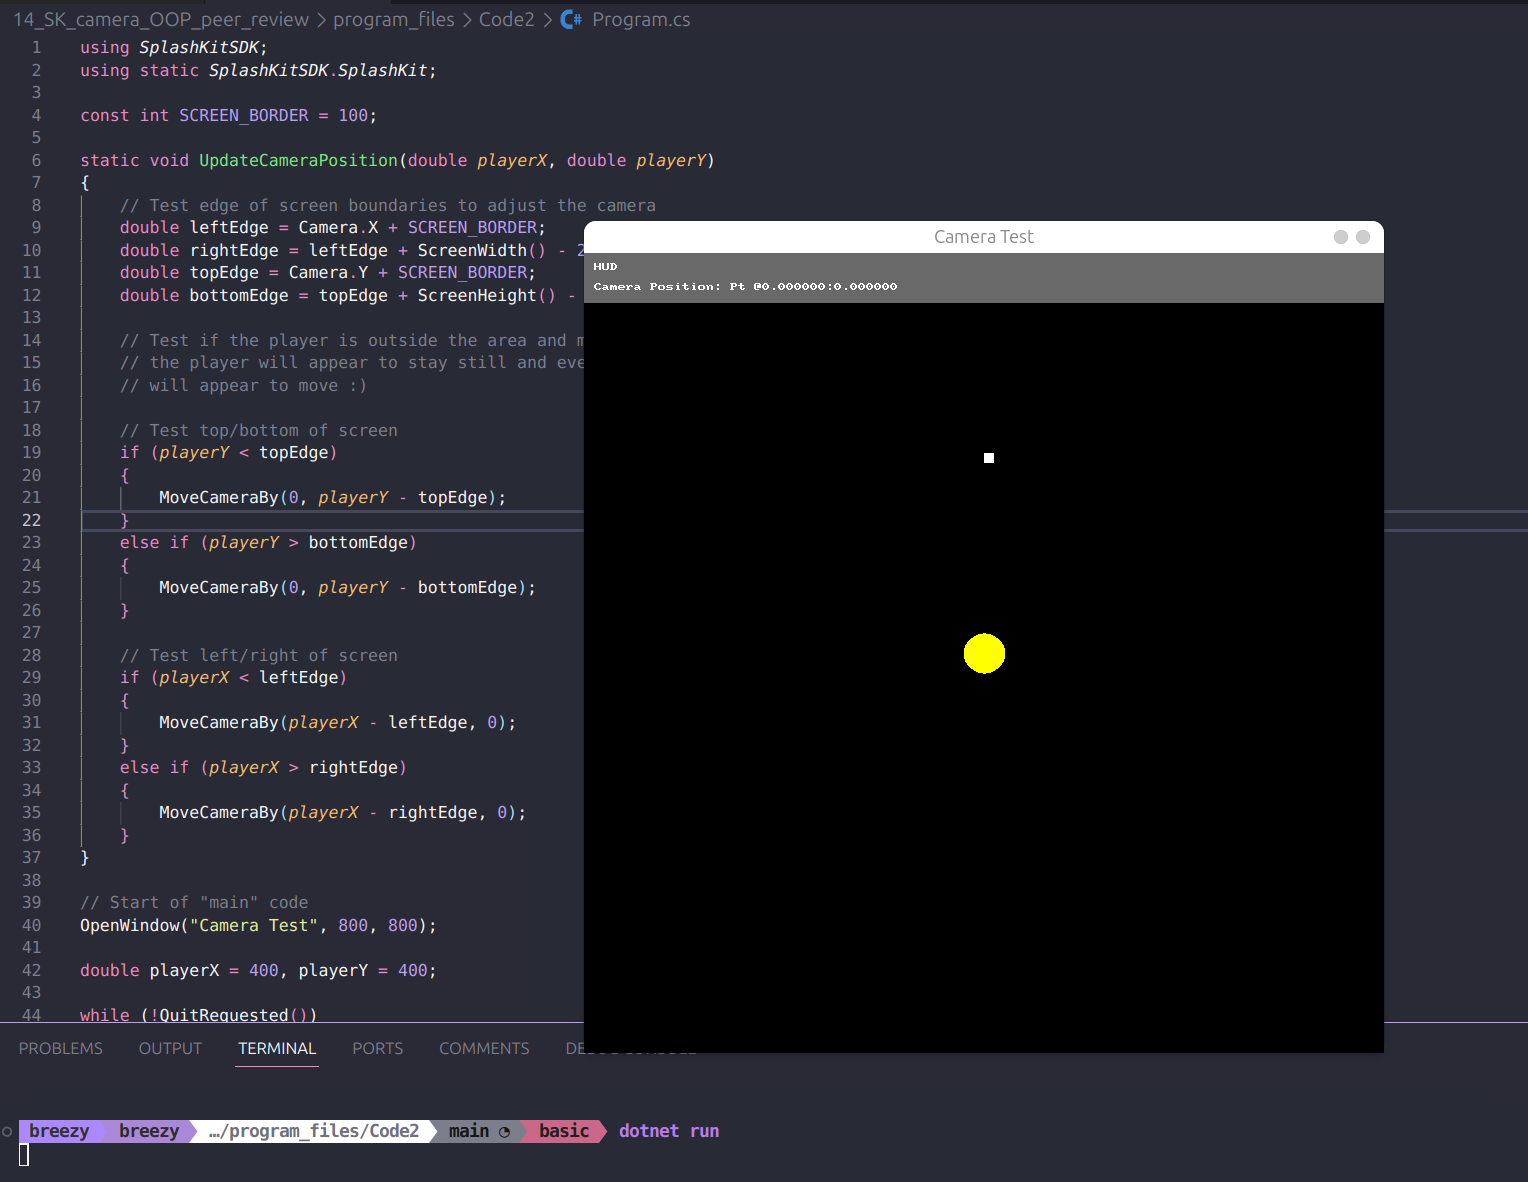 14_SK_camera_OOP_peer_review > program_files > Code2 > C# Program.cs
1 using SplashKitSDK;
2 using static SplashKitSDK.SplashKit;
3
4 const int SCREEN_BORDER = 100;
5
6 static void UpdateCameraPosition(double playerX, double playerY)
7 {
8 // Test edge of screen boundaries to adjust the camera
9 double leftEdge = Camera.X + SCREEN_BORDER;
10 double rightEdge = leftEdge + ScreenWidth() - 2
11 double topEdge = Camera.Y + SCREEN_BORDER;
12 double bottomEdge = topEdge + ScreenHeight() -
13
14 // Test if the player is outside the area and m
15 // the player will appear to stay still and eve
16 // will appear to move :)
17
18 // Test top/bottom of screen
19 if (playerY < topEdge)
20 {
21 MoveCameraBy(0, playerY - topEdge);
22 }
23 else if (playerY > bottomEdge)
24 {
25 MoveCameraBy(0, playerY - bottomEdge);
26 }
27
28 // Test left/right of screen
29 if (playerX < leftEdge)
30 {
31 MoveCameraBy(playerX - leftEdge, 0);
32 }
33 else if (playerX > rightEdge)
34 {
35 MoveCameraBy(playerX - rightEdge, 0);
36 }
37 }
38
39 // Start of "main" code
40 OpenWindow("Camera Test", 800, 800);
41
42 double playerX = 400, playerY = 400;
43
44 while (!QuitRequested())
Camera Test
HUD
Camera Position: Pt @0.000000:0.000000
PROBLEMS OUTPUT TERMINAL PORTS COMMENTS
breezy breezy …/program_files/Code2 main basic dotnet run